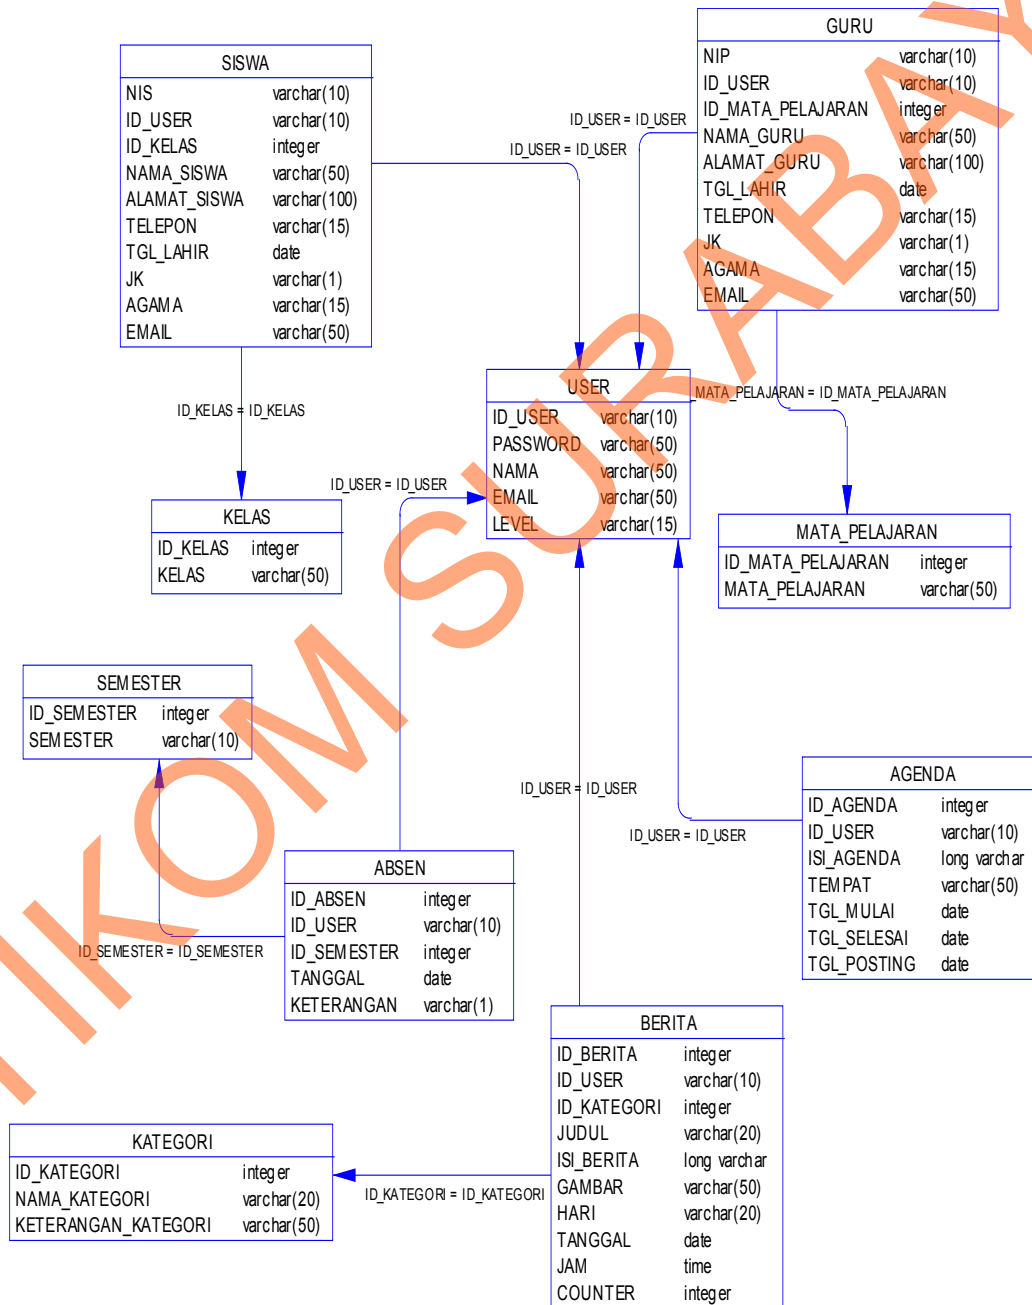 GURU
NIP varchar(10)
ID_USER varchar(10)
ID_MATA_PELAJARAN integer
NAMA_GURU varchar(50)
ALAMAT_GURU varchar(100)
TGL_LAHIR date
TELEPON varchar(15)
JK varchar(1)
AGAMA varchar(15)
EMAIL varchar(50)
SISWA
NIS varchar(10)
ID_USER varchar(10)
ID_KELAS integer
NAMA_SISWA varchar(50)
ALAMAT_SISWA varchar(100)
TELEPON varchar(15)
TGL_LAHIR date
JK varchar(1)
AGAMA varchar(15)
EMAIL varchar(50)
ID_USER = ID_USER
ID_USER = ID_USER
ID_KELAS = ID_KELAS
_MATA_PELAJARAN = ID_MATA_PELAJARAN
USER
ID_USER varchar(10)
PASSWORD varchar(50)
NAMA varchar(50)
EMAIL varchar(50)
LEVEL varchar(15)
ID_USER = ID_USER
KELAS
ID_KELAS integer
KELAS varchar(50)
MATA_PELAJARAN
ID_MATA_PELAJARAN integer
MATA_PELAJARAN varchar(50)
SEMESTER
ID_SEMESTER integer
SEMESTER varchar(10)
ID_USER = ID_USER
ID_USER = ID_USER
AGENDA
ID_AGENDA integer
ID_USER varchar(10)
ISI_AGENDA long varchar
TEMPAT varchar(50)
TGL_MULAI date
TGL_SELESAI date
TGL_POSTING date
ABSEN
ID_ABSEN integer
ID_USER varchar(10)
ID_SEMESTER integer
TANGGAL date
KETERANGAN varchar(1)
ID_SEMESTER = ID_SEMESTER
BERITA
ID_BERITA integer
ID_USER varchar(10)
ID_KATEGORI integer
JUDUL varchar(20)
ISI_BERITA long varchar
GAMBAR varchar(50)
HARI varchar(20)
TANGGAL date
JAM time
COUNTER integer
KATEGORI
ID_KATEGORI integer
NAMA_KATEGORI varchar(20)
KETERANGAN_KATEGORI varchar(50)
ID_KATEGORI = ID_KATEGORI
IKOM SURABAY